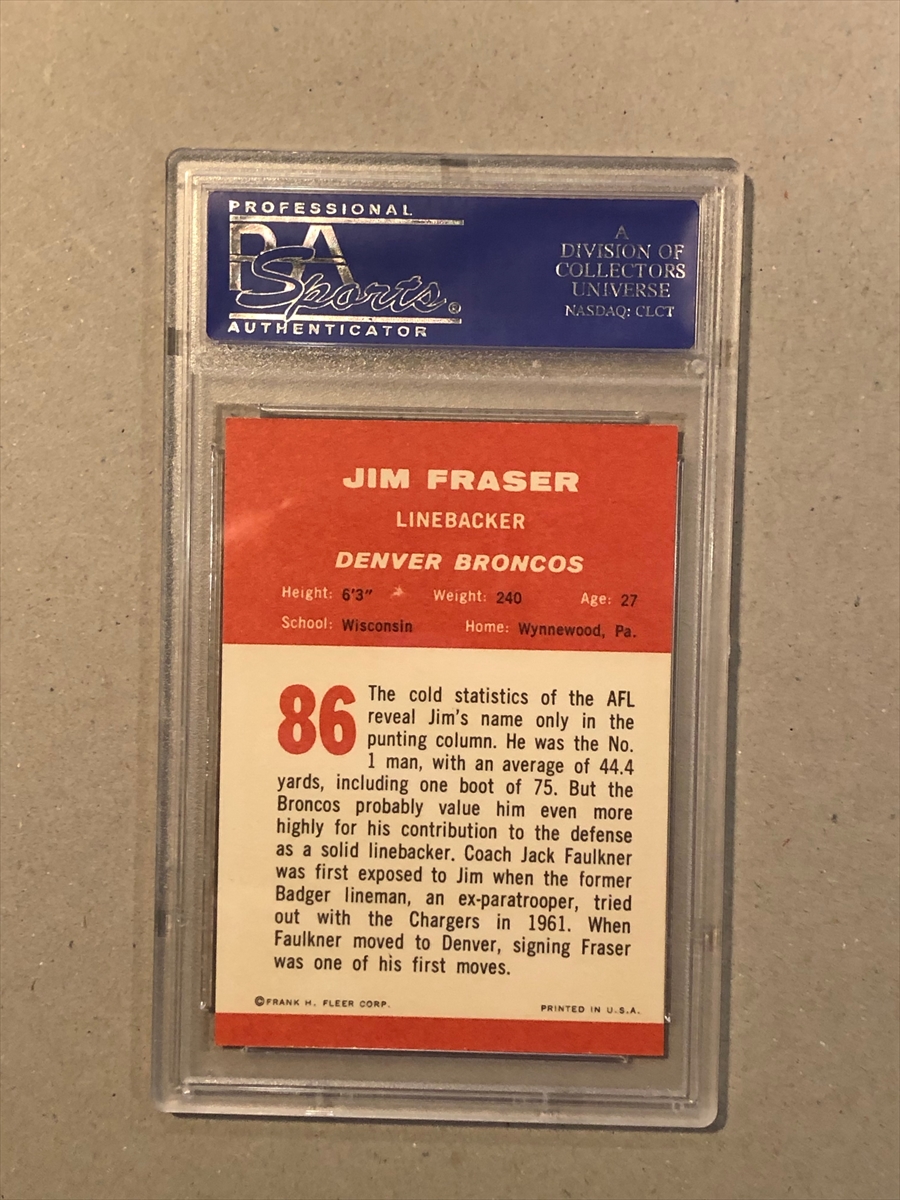 PROFESSIONAL
PSA
Sports®
AUTHENTICATOR
A
DIVISION OF
COLLECTORS
UNIVERSE
NASDAQ: CLCT
JIM FRASER
LINEBACKER
DENVER BRONCOS
Height: 6'3" Weight: 240 Age: 27
School: Wisconsin Home: Wynnewood, Pa.
86
The cold statistics of the AFL
reveal Jim's name only in the
punting column. He was the No.
1 man, with an average of 44.4
yards, including one boot of 75. But the
Broncos probably value him even more
highly for his contribution to the defense
as a solid linebacker. Coach Jack Faulkner
was first exposed to Jim when the former
Badger lineman, an ex-paratrooper, tried
out with the Chargers in 1961. When
Faulkner moved to Denver, signing Fraser
was one of his first moves.
©FRANK H. FLEER CORP. PRINTED IN U.S.A.